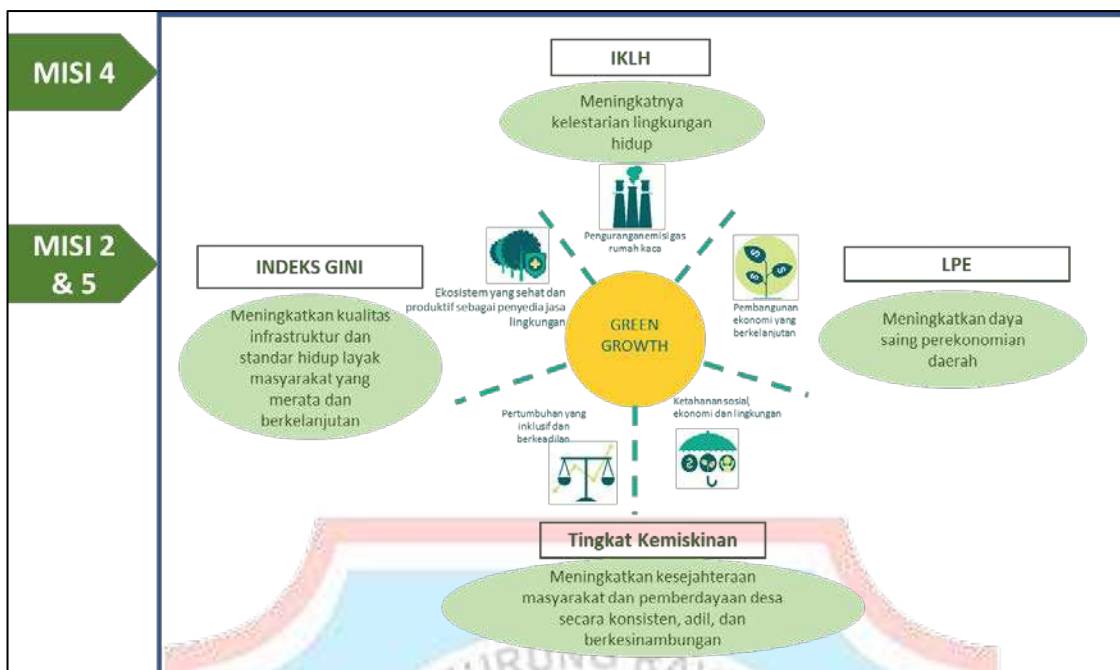 MISI 4
IKLH
Meningkatnya
kelestarian lingkungan
hidup
Penguranganemisi gas
rumah kaca
MISI 2
& 5
INDEKS GINI
Meningkatkan kualitas
infrastruktur dan
standar hidup layak
masyarakat yang
merata dan
berkelanjutan
Ekosistem yang sehat dan
produktif sebagai penyedia jasa
lingkungan
GREEN
GROWTH
Pembangunan
ekonomi yang
berkelanjutan
LPE
Meningkatkan daya
saing perekonomian
daerah
Pertumbuhan yang
inklusif dan
berkeadilan
Ketahanan sosial,
ekonomi dan lingkungan
Tingkat Kemiskinan
Meningkatkan kesejahteraan
masyarakat dan pemberdayaan desa
secara konsisten, adil, dan
berkesinambungan